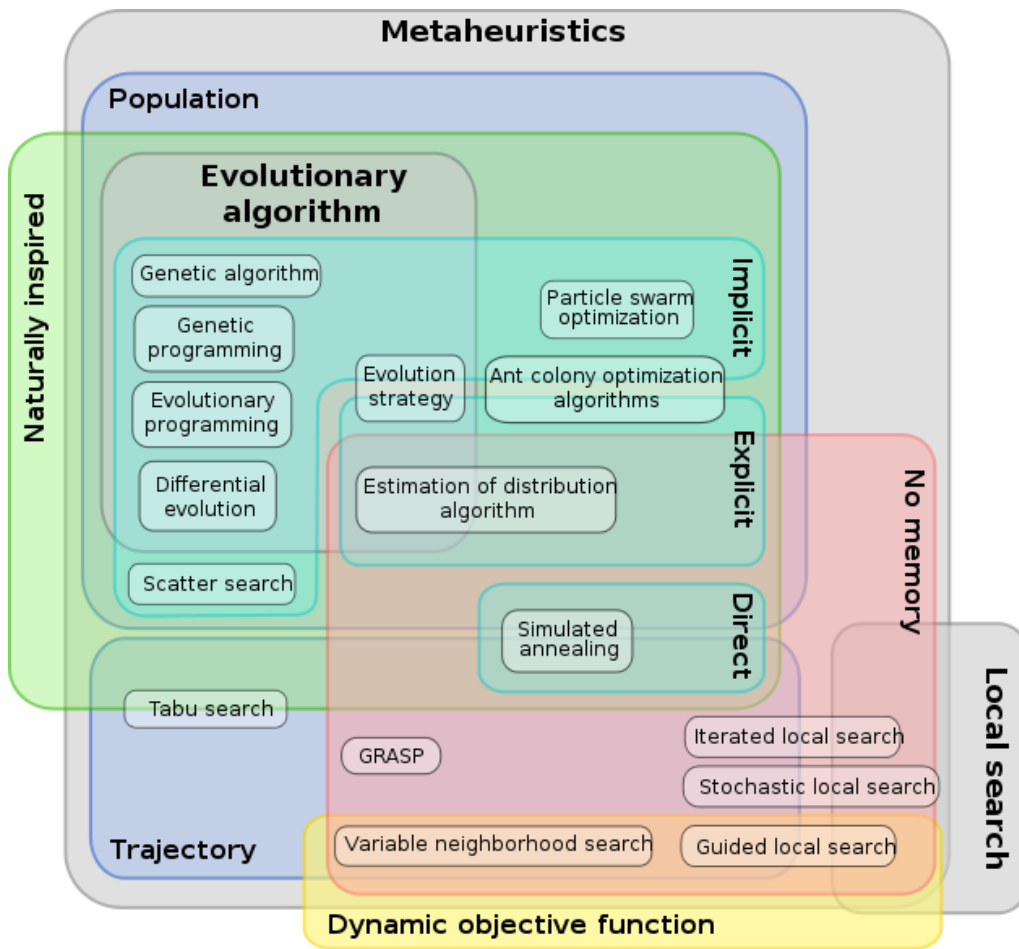 Metaheuristics
Population
Naturally inspired
Evolutionary
algorithm
Implicit
Genetic algorithm
Particle swarm
optimization
Genetic
programming
Evolution
strategy
Ant colony optimization
algorithms
Evolutionary
programming
Explicit
Differential
evolution
Estimation of distribution
algorithm
No memory
Scatter search
Direct
Simulated
annealing
Local search
Tabu search
GRASP
Iterated local search
Stochastic local search
Trajectory
Variable neighborhood search
Guided local search
Dynamic objective function